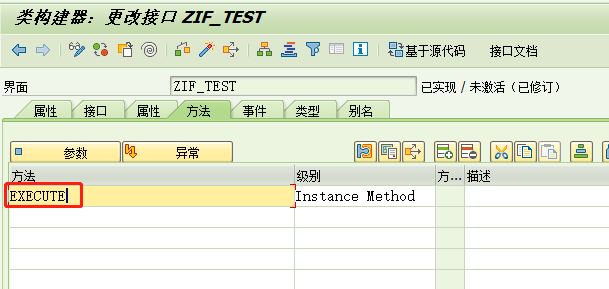 类构建器: 更改接口 ZIF_TEST
基于源代码 接口文档
界面 ZIF_TEST 已实现 / 未激活 (已修订)
属性 接口 属性 方法 事件 类型 别名
参数 异常
方法 级别 方... 描述
EXECUTE Instance Method